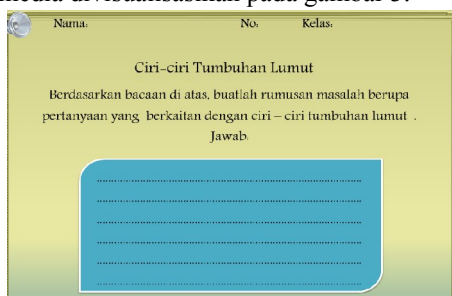 media divisualisasikan pada gambar 3.
Nama: No: Kelas:
Ciri-ciri Tumbuhan Lumut
Berdasarkan bacaan di atas, buatlah rumusan masalah berupa
pertanyaan yang berkaitan dengan ciri – ciri tumbuhan lumut .
Jawab: